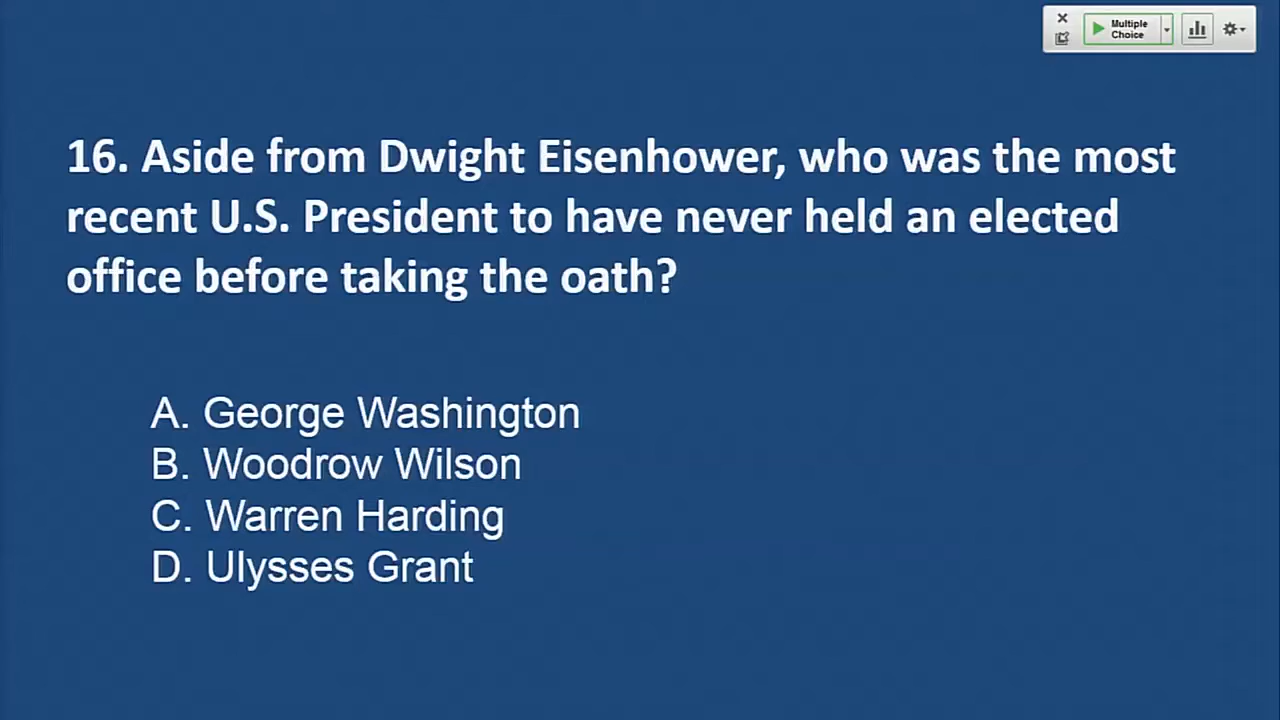 Multiple
Choice
16. Aside from Dwight Eisenhower, who was the most
recent U.S. President to have never held an elected
office before taking the oath?
A. George Washington
B. Woodrow Wilson
C. Warren Harding
D. Ulysses Grant